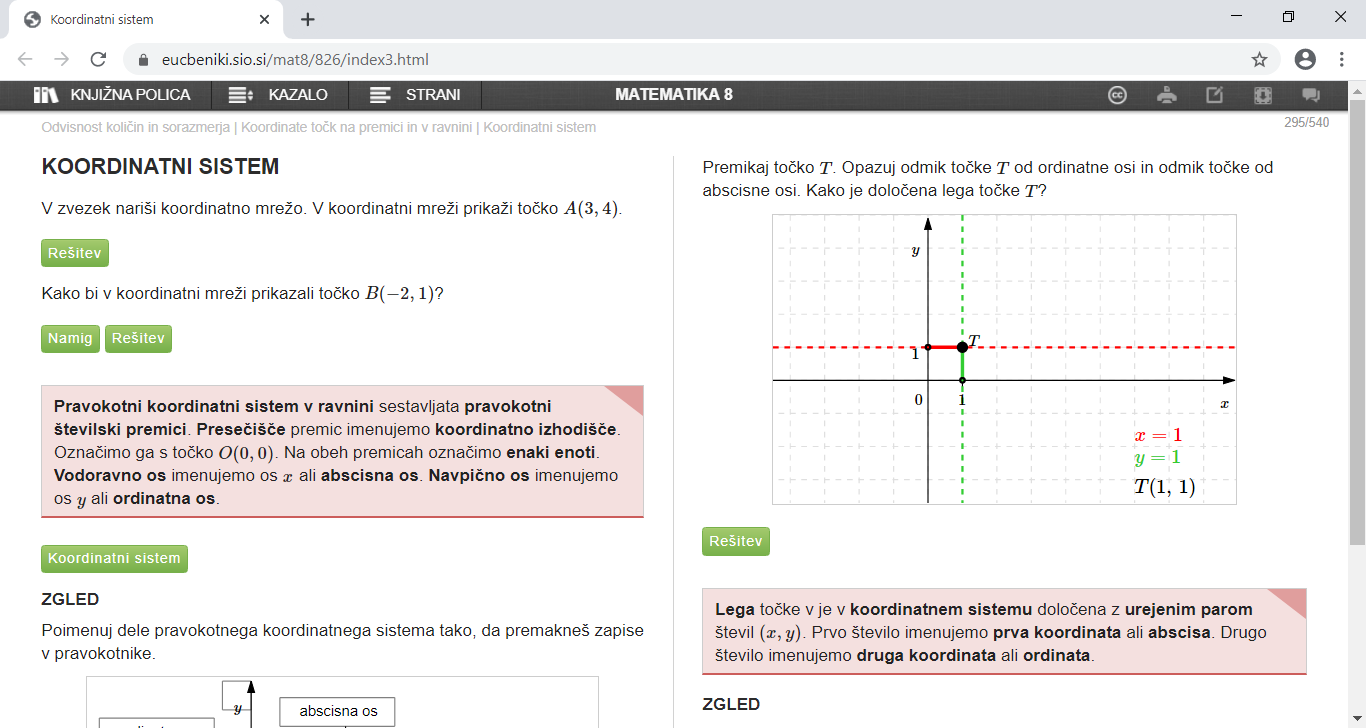 Koordinatni sistem
eucbeniki.sio.si/mat8/826/index3.html
KNJIŽNA POLICA
KAZALO
STRANI
MATEMATIKA 8
cc
Odvisnost količin in sorazmerja | Koordinate točk na premici in v ravnini | Koordinatni sistem
295/540
KOORDINATNI SISTEM
V zvezek nariši koordinatno mrežo. V koordinatni mreži prikaži točko A(3, 4).
Rešitev
Kako bi v koordinatni mreži prikazali točko B(−2, 1)?
Namig
Rešitev
Pravokotni koordinatni sistem v ravnini sestavljata pravokotni
številski premici. Presečišče premic imenujemo koordinatno izhodišče.
Označimo ga s točko O(0, 0). Na obeh premicah označimo enaki enoti.
Vodoravno os imenujemo os x ali abscisna os. Navpično os imenujemo
os y ali ordinatna os.
Koordinatni sistem
ZGLED
Poimenuj dele pravokotnega koordinatnega sistema tako, da premakneš zapise
v pravokotnike.
y
abscisna os
Premikaj točko T. Opazuj odmik točke T od ordinatne osi in odmik točke od
abscisne osi. Kako je določena lega točke T?
y
T
1
0
1
x
x = 1
y = 1
T(1, 1)
Rešitev
Lega točke v je v koordinatnem sistemu določena z urejenim parom
števil (x, y). Prvo število imenujemo prva koordinata ali abscisa. Drugo
število imenujemo druga koordinata ali ordinata.
ZGLED